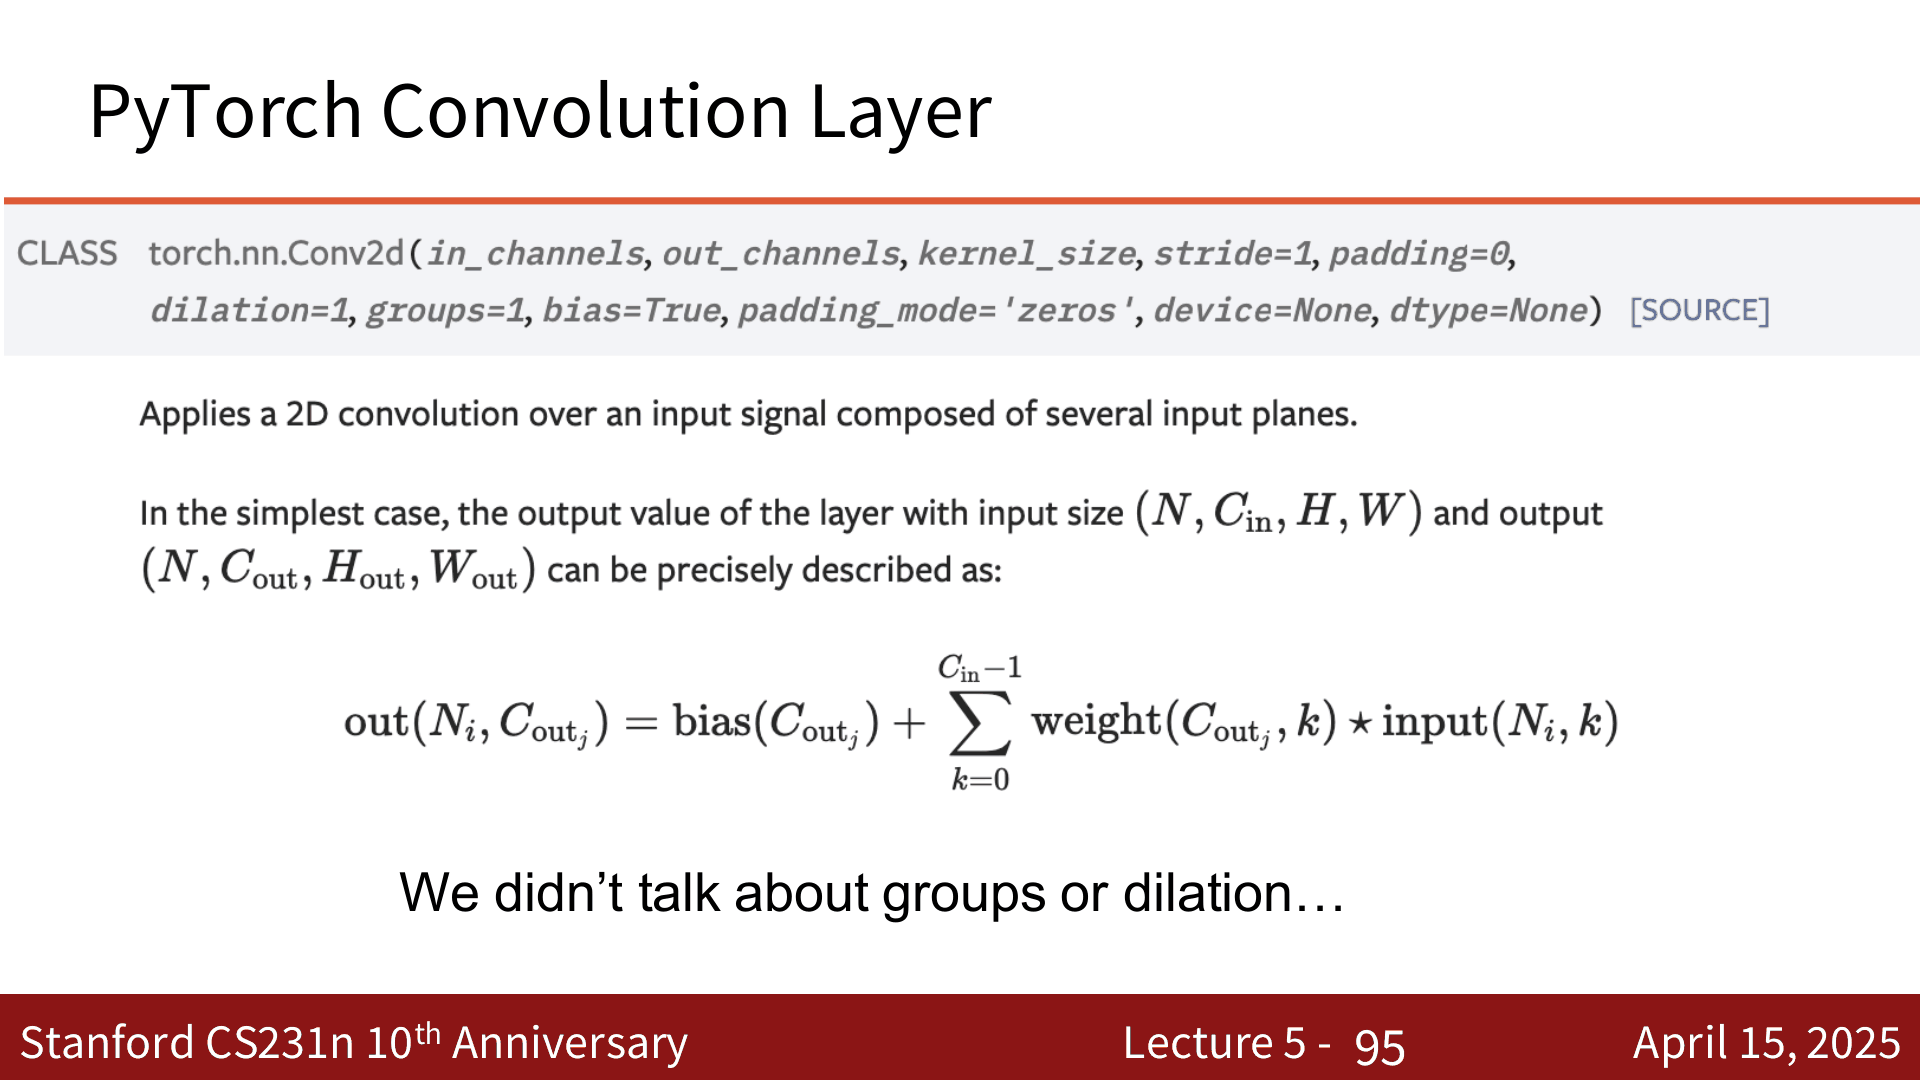 PyTorch Convolution Layer
CLASS torch.nn.Conv2d(in_channels, out_channels, kernel_size, stride=1, padding=0,
dilation=1, groups=1, bias=True, padding_mode='zeros', device=None, dtype=None) [SOURCE]
Applies a 2D convolution over an input signal composed of several input planes.
In the simplest case, the output value of the layer with input size (N, C_in, H, W) and output
(N, C_out, H_out, W_out) can be precisely described as:
out(N_i, C_out_j) = bias(C_out_j) + ∑_{k=0}^{C_in−1} weight(C_out_j, k) ⋆ input(N_i, k)
We didn’t talk about groups or dilation…
Stanford CS231n 10th Anniversary Lecture 5 - 95 April 15, 2025